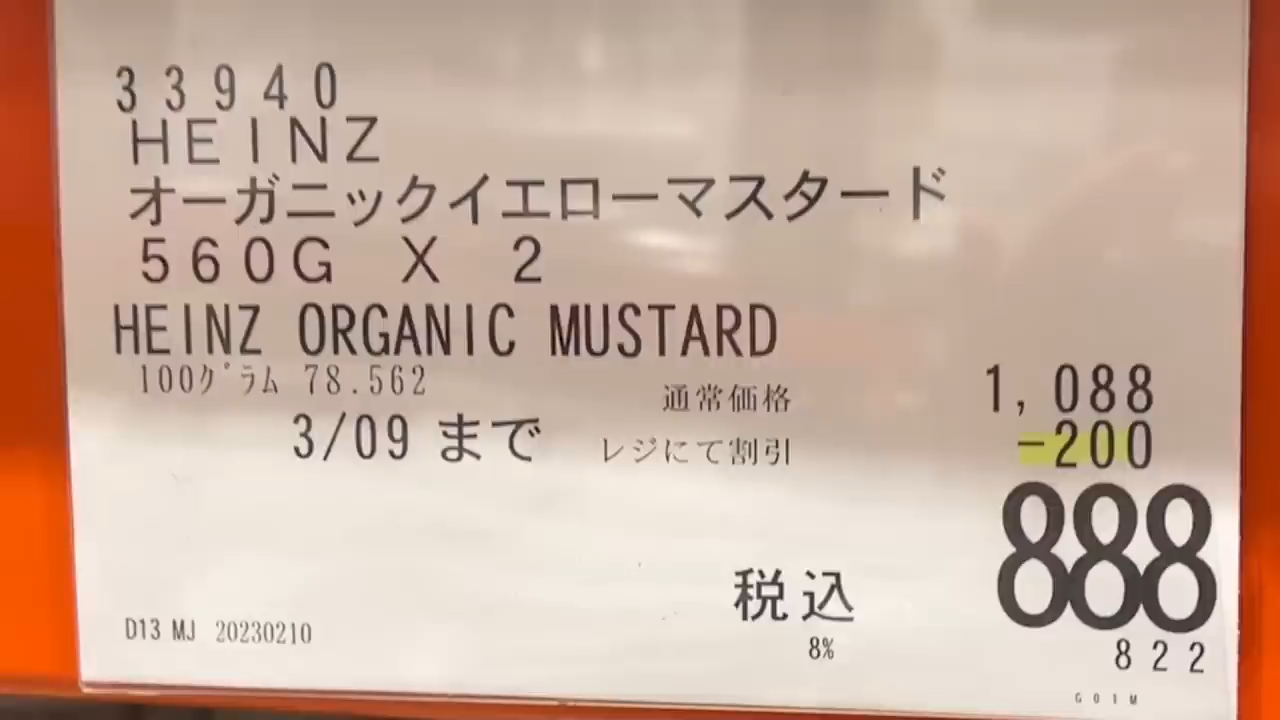 33940
HEINZ
オーガニックイエローマスタード
560G X 2
HEINZ ORGANIC MUSTARD
100グラム 78.562
通常価格 1,088
3/09 まで レジにて割引 -200
888
税込
8%
822
D13 MJ 20230210
G01M